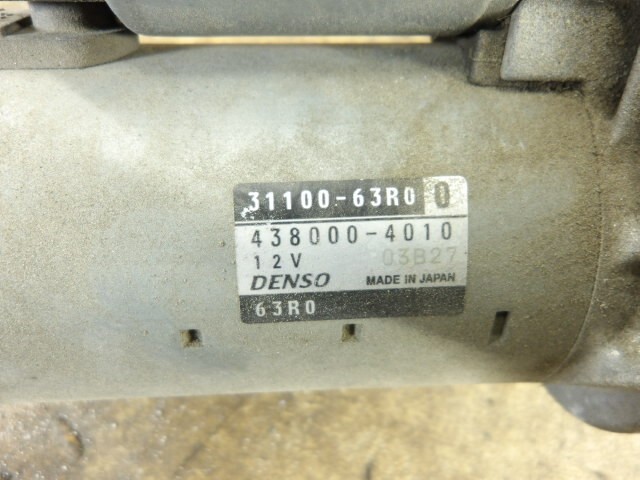 31100-63R0 0
438000-4010
12V 03B27
DENSO MADE IN JAPAN
63R0